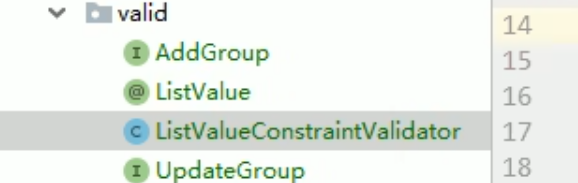 valid
AddGroup
ListValue
ListValueConstraintValidator
UpdateGroup
14
15
16
17
18